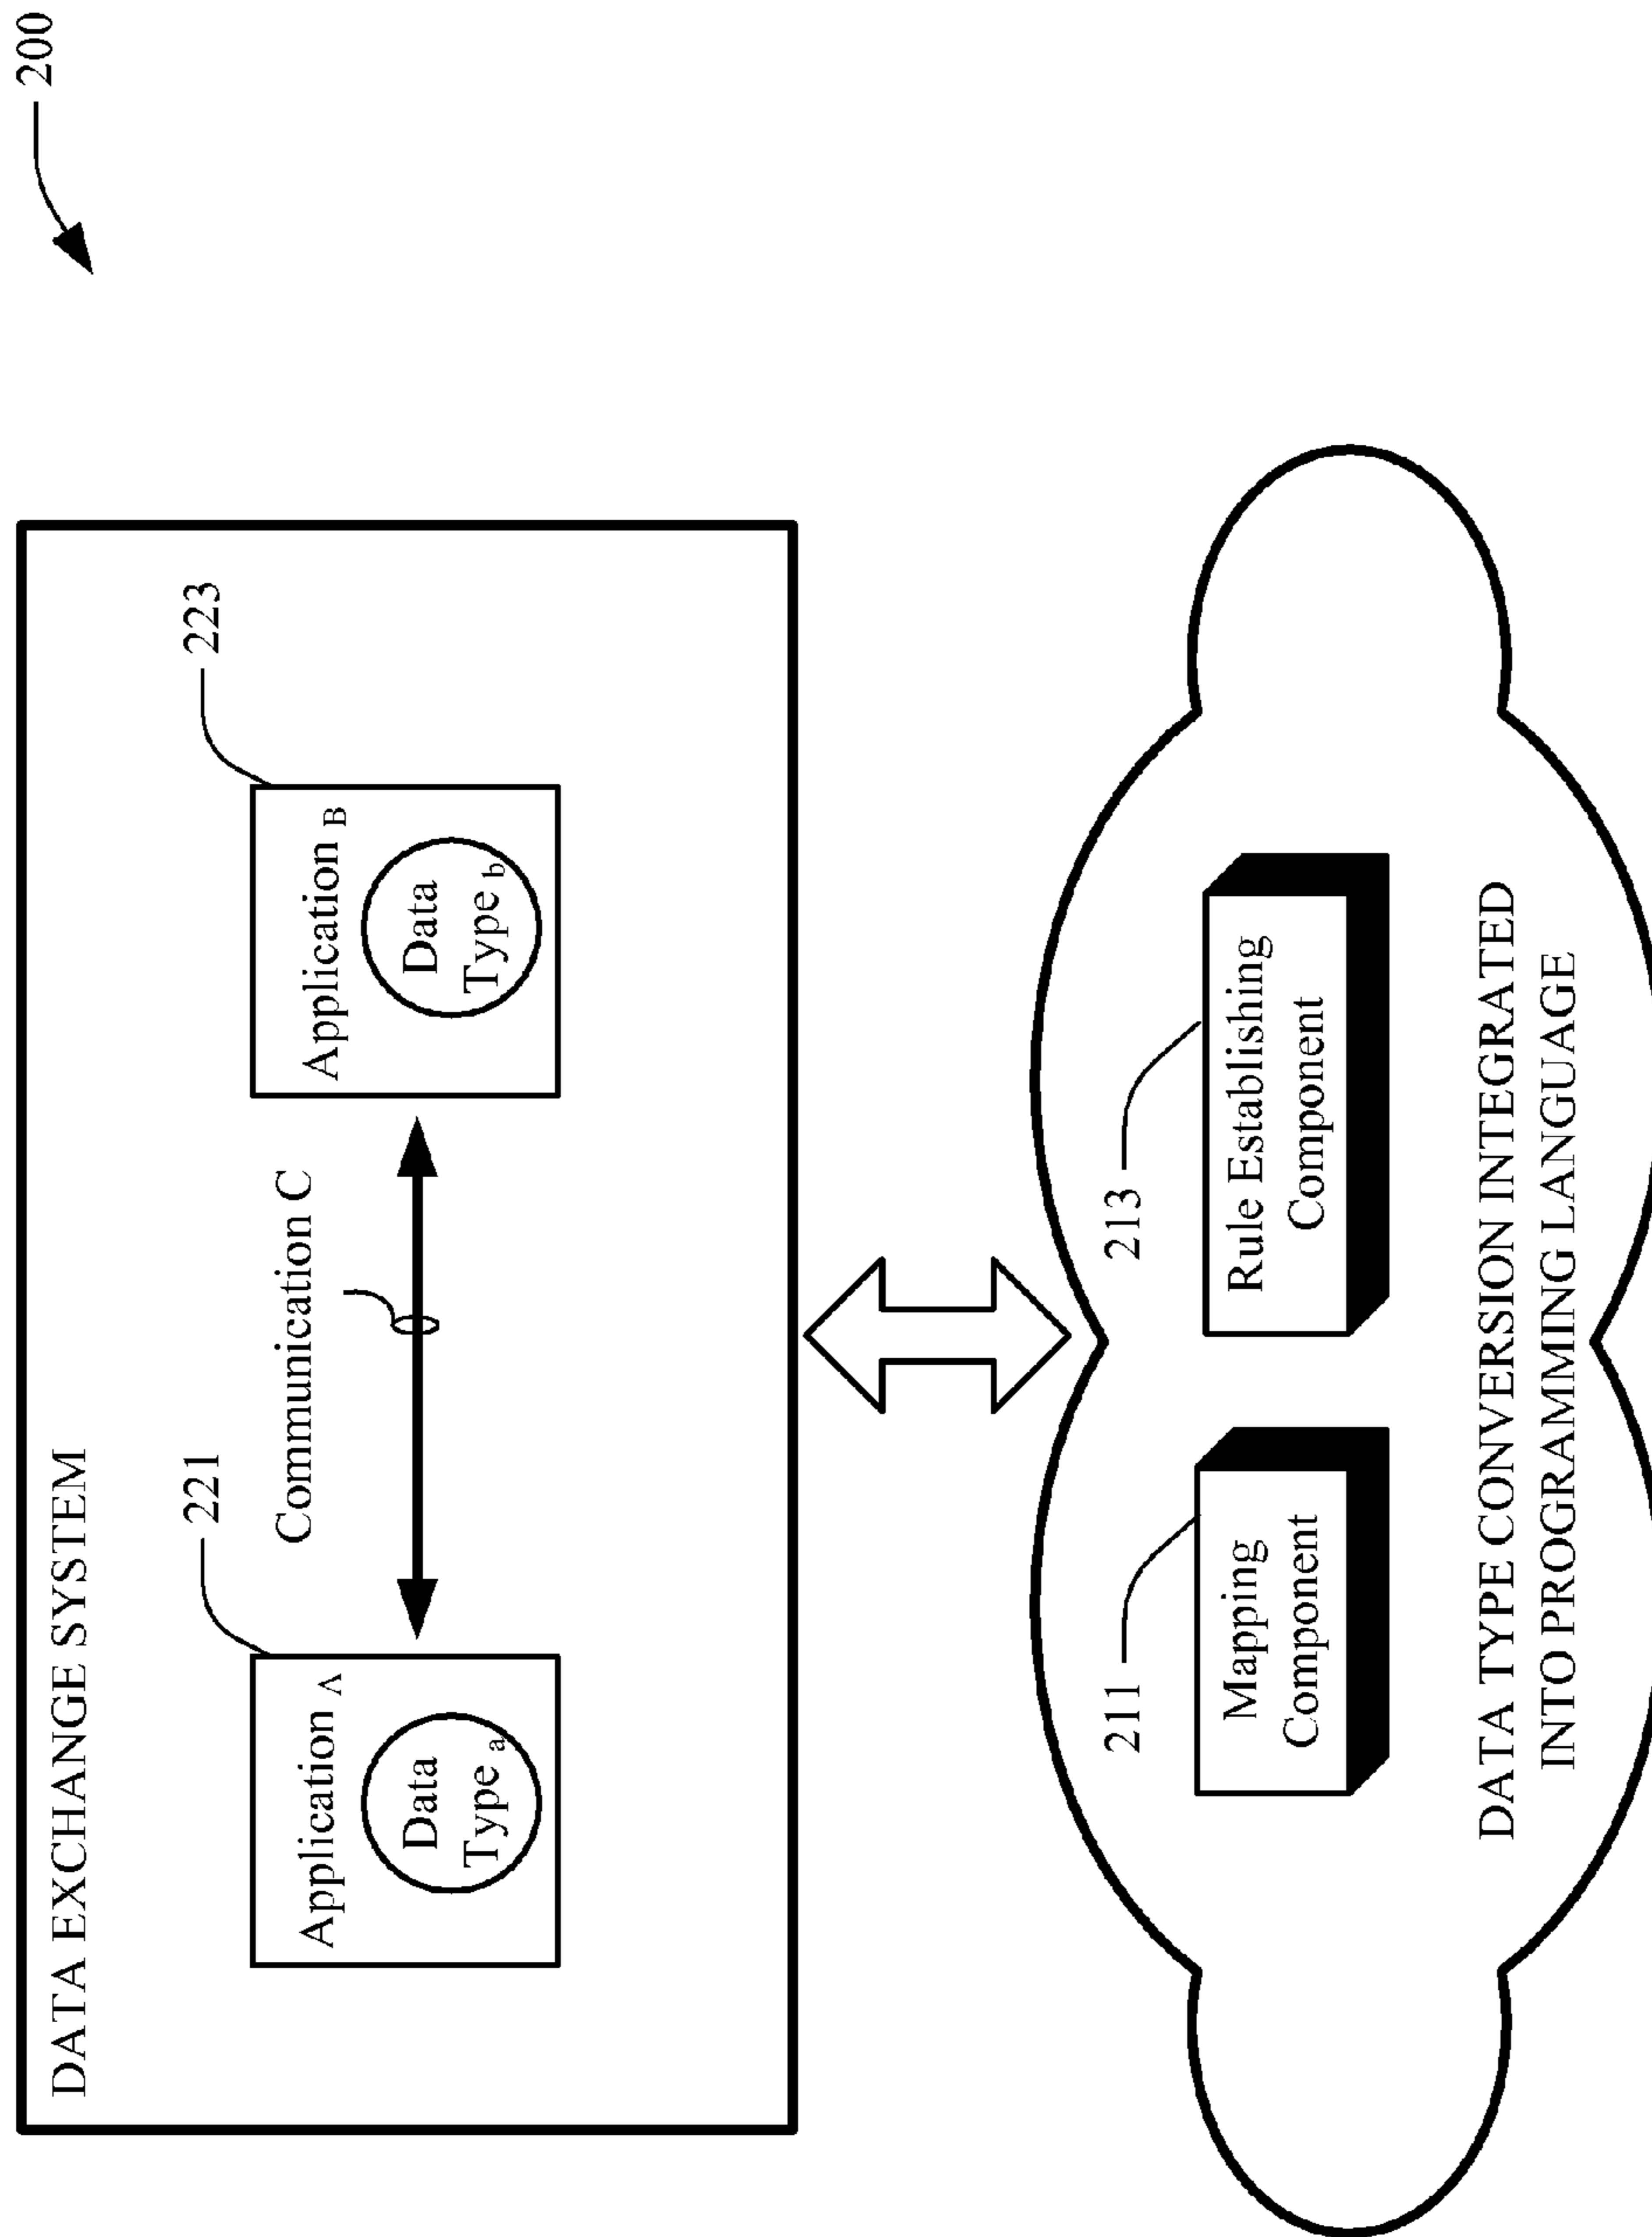 200
DATA EXCHANGE SYSTEM
221
223
Communication C
Application A
Data
Type a
Application B
Data
Type b
211
213
Mapping
Component
Rule Establishing
Component
DATA TYPE CONVERSION INTEGRATED
INTO PROGRAMMING LANGUAGE